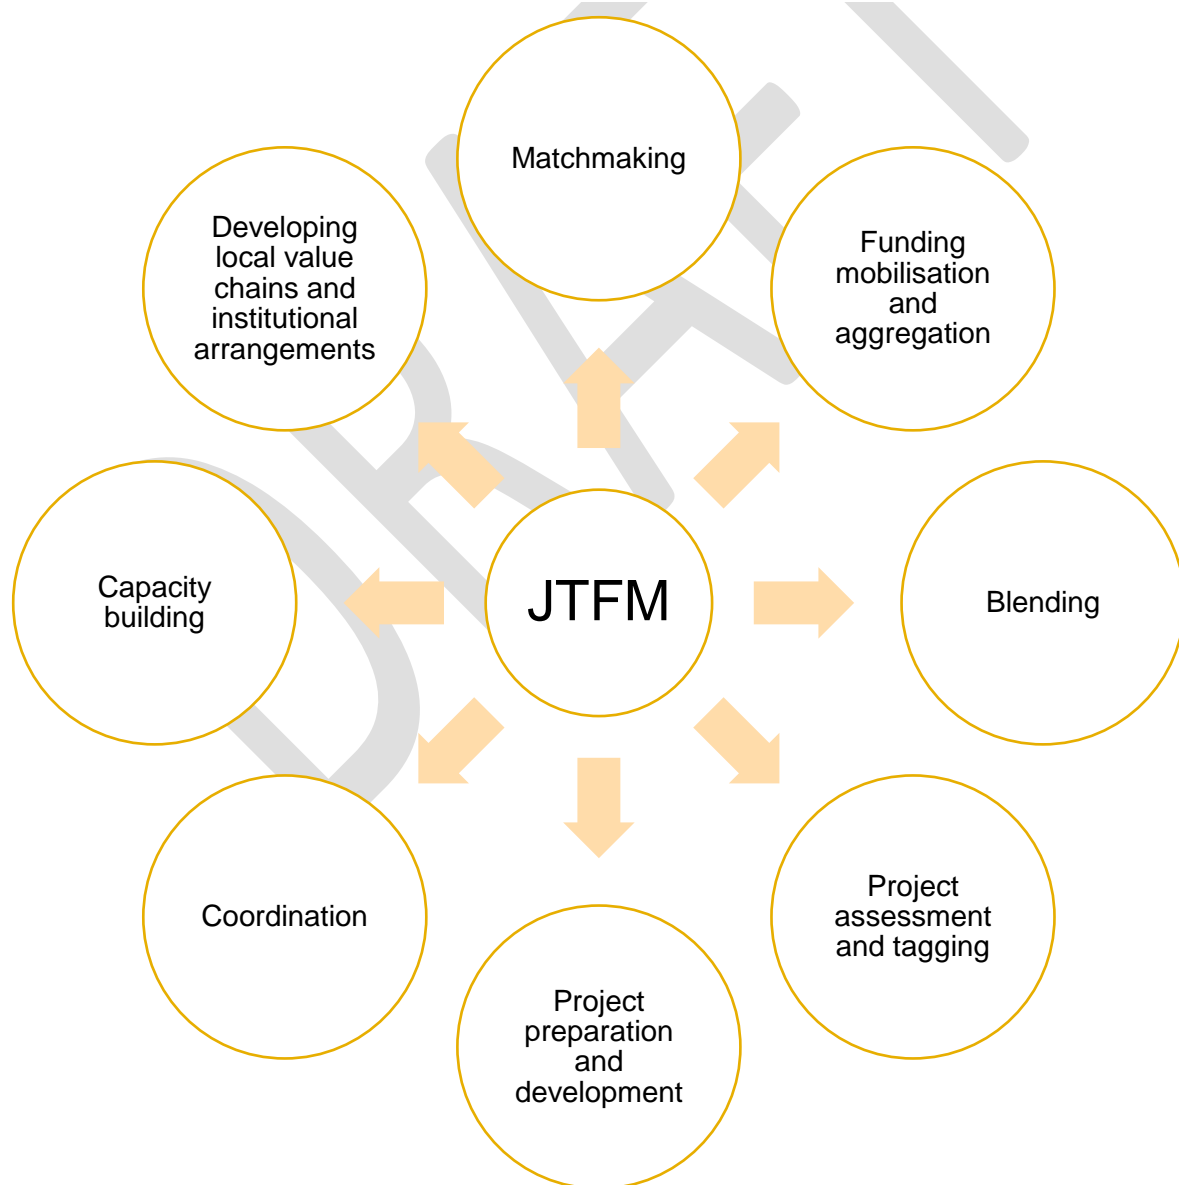 Matchmaking
Funding
mobilisation
and
aggregation
Blending
Project
assessment
and tagging
Project
preparation
and
development
Coordination
Capacity
building
Developing
local value
chains and
institutional
arrangements
JTFM
DRAFT